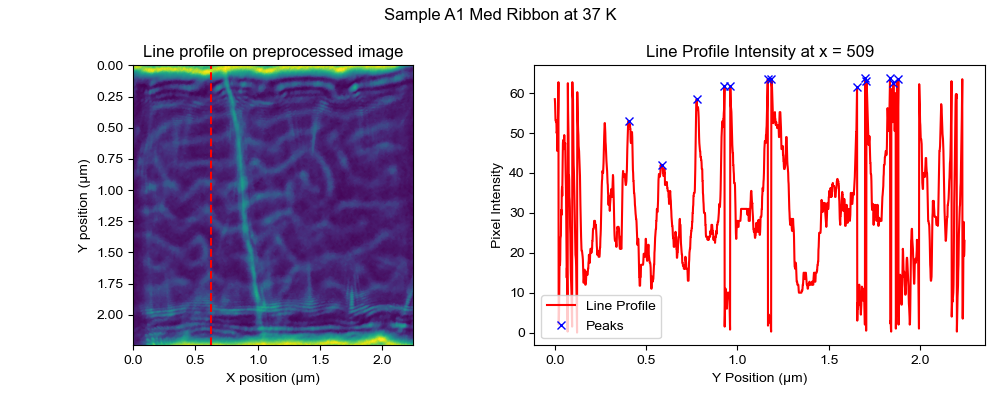 Sample A1 Med Ribbon at 37 K
Line profile on preprocessed image
Y position (μm)
0.00
0.25
0.50
0.75
1.00
1.25
1.50
1.75
2.00
0.0 0.5 1.0 1.5 2.0
X position (μm)
Line Profile Intensity at x = 509
Pixel Intensity
60
50
40
30
20
10
0
Line Profile
Peaks
0.0 0.5 1.0 1.5 2.0
Y Position (μm)